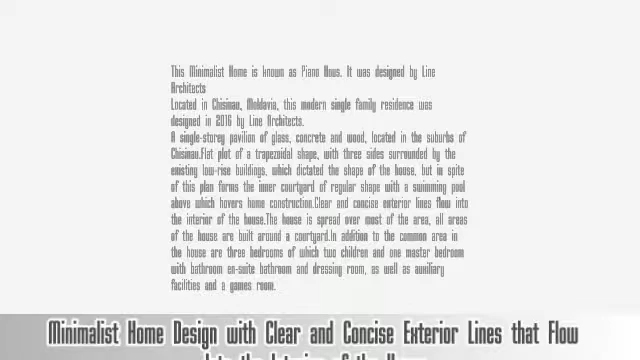 This Minimalist Home is known as Piano Hous. It was designed by Line
Architects
Located in Chisinau, Moldavia, this modern single family residence was
designed in 2016 by Line Architects.
A single-storey pavilion of glass, concrete and wood, located in the suburbs of
Chisinau.Flat plot of a trapezoidal shape, with three sides surrounded by the
existing low-rise buildings, which dictated the shape of the house, but in spite
of this plan forms the inner courtyard of regular shape with a swimming pool
above which hovers home construction.Clear and concise exterior lines flow into
the interior of the house.The house is spread over most of the area, all areas
of the house are built around a courtyard.In addition to the common area in
the house are three bedrooms of which two children and one master bedroom
with bathroom en-suite bathroom and dressing room, as well as auxiliary
facilities and a games room.
Minimalist Home Design with Clear and Concise Exterior Lines that Flow
Into the Interior of the